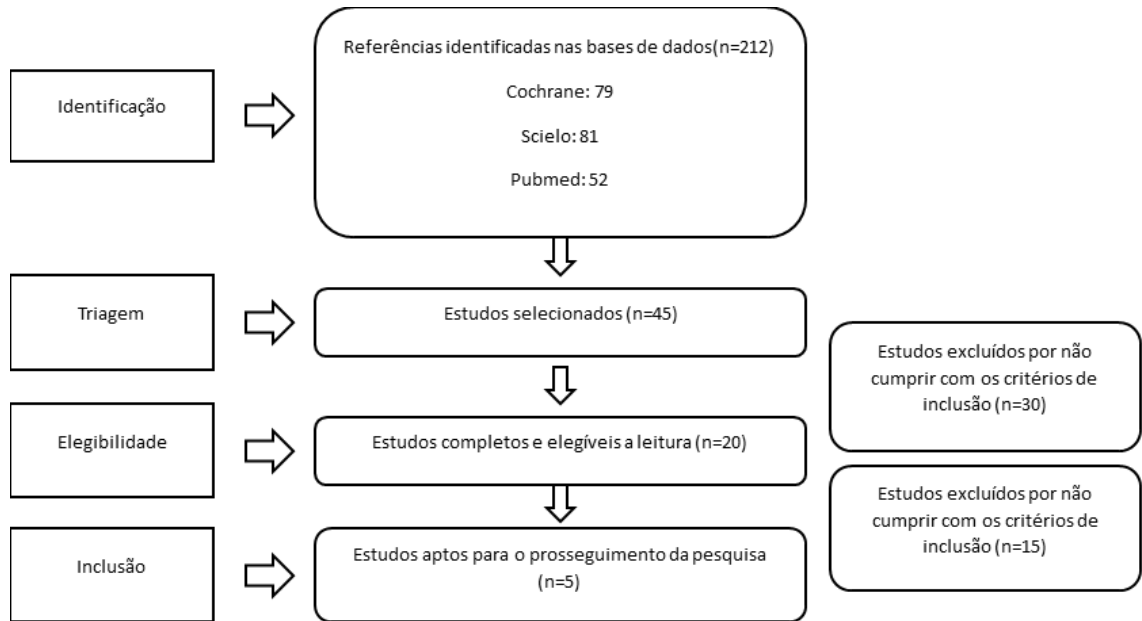 Identificação
Referências identificadas nas bases de dados(n=212)
Cochrane: 79
Scielo: 81
Pubmed: 52
Triagem
Estudos selecionados (n=45)
Estudos excluídos por não
cumprir com os critérios de
inclusão (n=30)
Elegibilidade
Estudos completos e elegíveis a leitura (n=20)
Estudos excluídos por não
cumprir com os critérios de
inclusão (n=15)
Inclusão
Estudos aptos para o prosseguimento da pesquisa
(n=5)